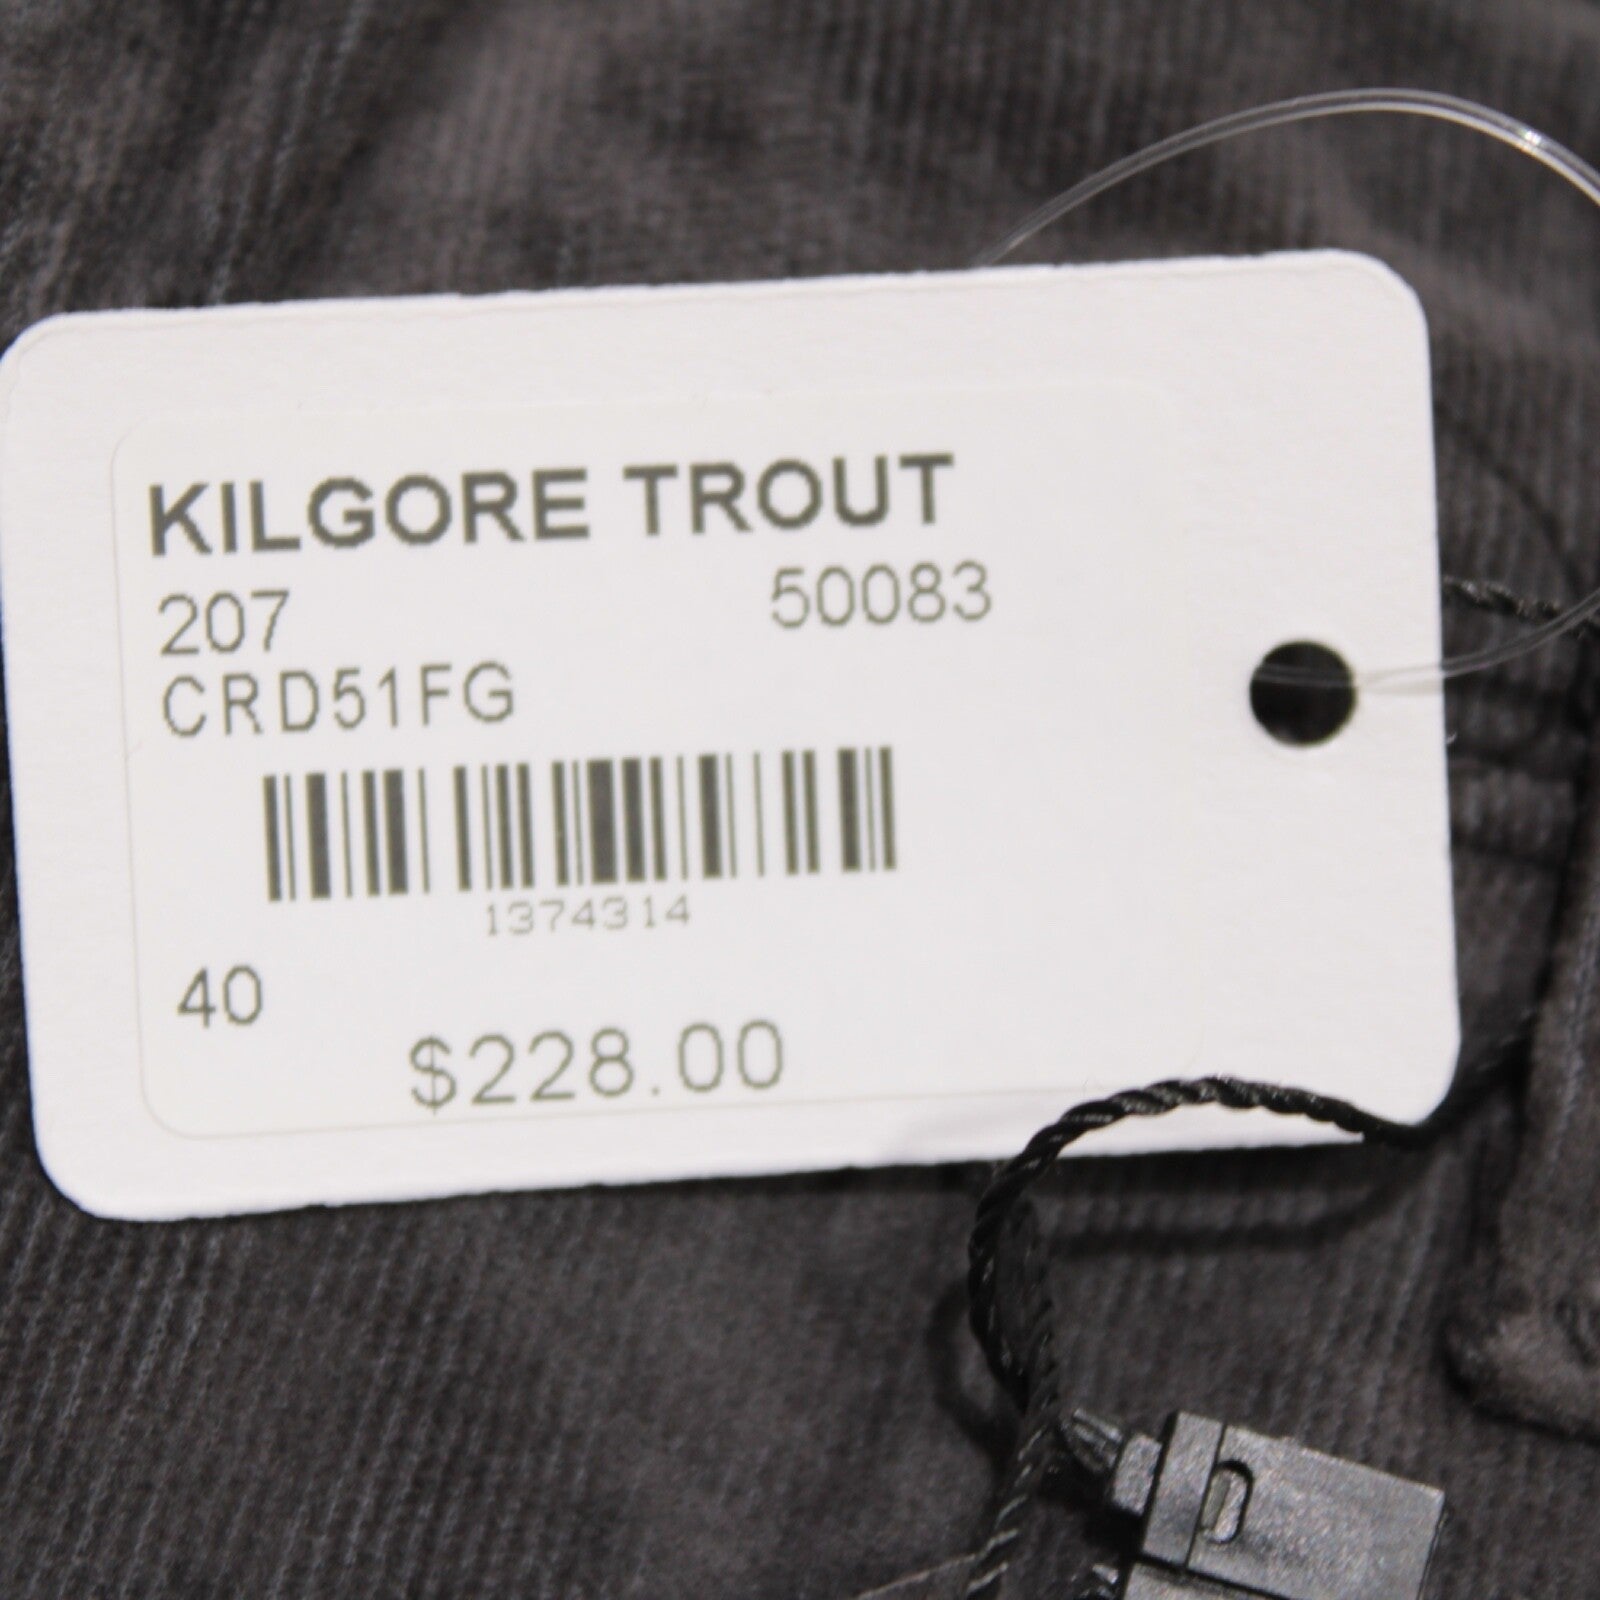 KILGORE TROUT
207 50083
CRD51FG
1374314
40
$228.00